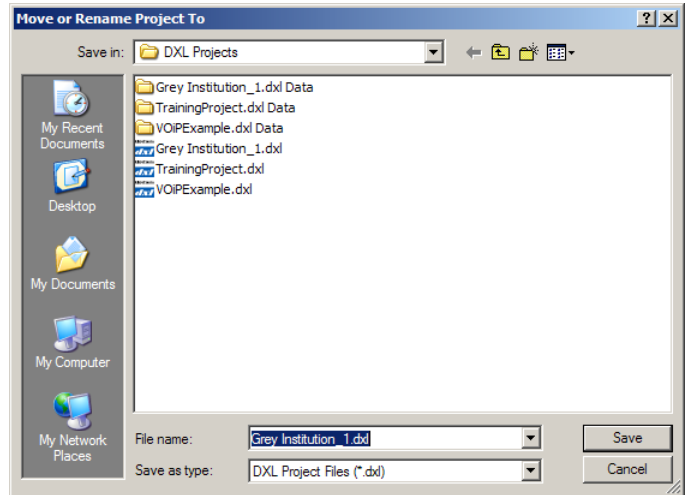 Move or Rename Project To
Save in:
DXL Projects
My Recent
Documents
Desktop
My Documents
My Computer
My Network
Places
Grey Institution_1.dxl Data
TrainingProject.dxl Data
VOiPExample.dxl Data
Grey Institution_1.dxl
TrainingProject.dxl
VOiPExample.dxl
File name:
Grey Institution_1.dxl
Save
Save as type:
DXL Project Files (*.dxl)
Cancel